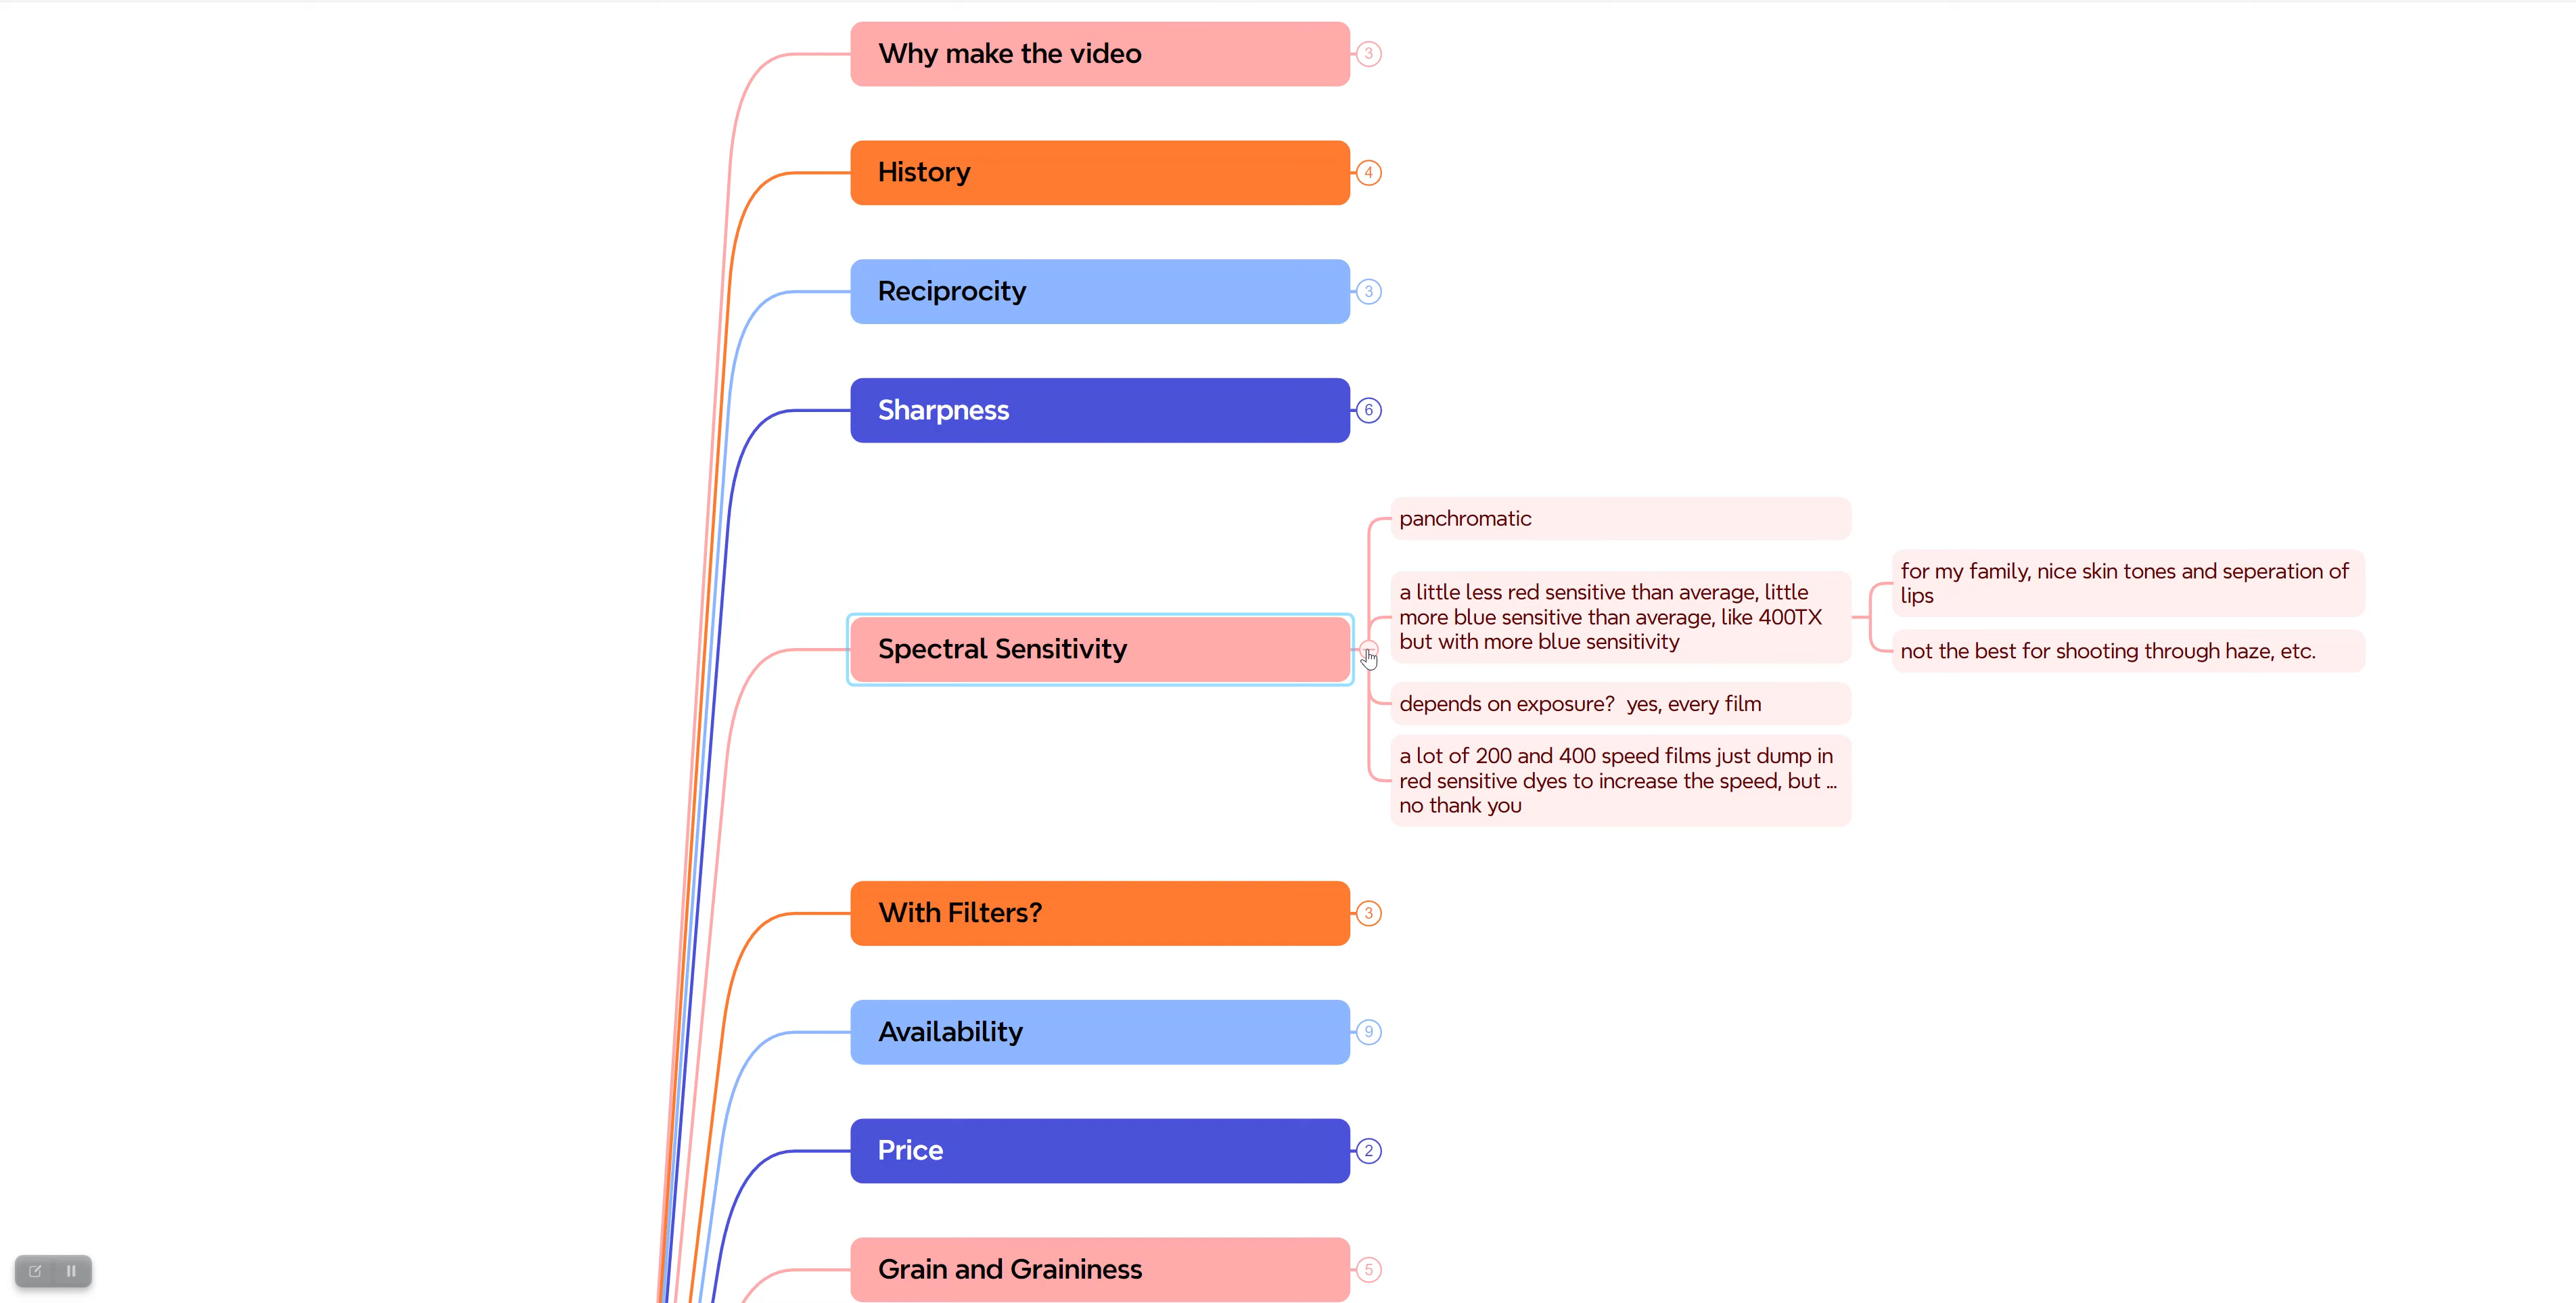 Why make the video
3
History
4
Reciprocity
3
Sharpness
6
Spectral Sensitivity
panchromatic
a little less red sensitive than average, little
more blue sensitive than average, like 400TX
but with more blue sensitivity
for my family, nice skin tones and seperation of
lips
not the best for shooting through haze, etc.
depends on exposure?  yes, every film
a lot of 200 and 400 speed films just dump in
red sensitive dyes to increase the speed, but ...
no thank you
With Filters?
3
Availability
9
Price
2
Grain and Graininess
5